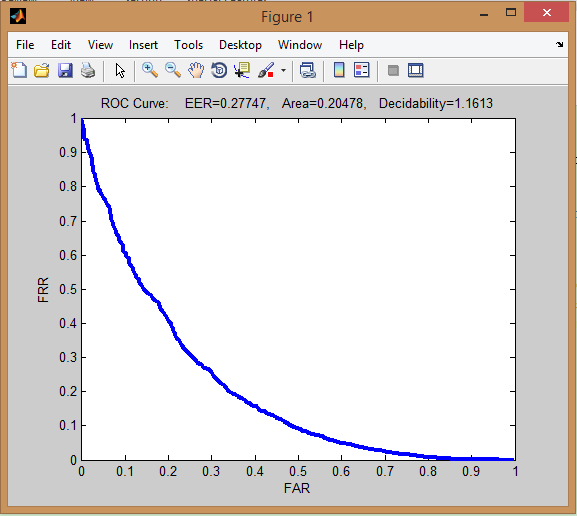 Figure 1
File Edit View Insert Tools Desktop Window Help
ROC Curve: EER=0.27747, Area=0.20478, Decidability=1.1613
1
0.9
0.8
0.7
0.6
0.5
0.4
0.3
0.2
0.1
0
FRR
0 0.1 0.2 0.3 0.4 0.5 0.6 0.7 0.8 0.9 1
FAR